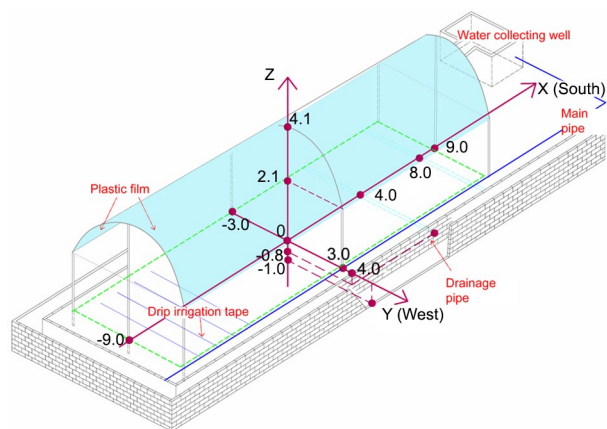 Water collecting well
Z
X (South)
4.1
Main
pipe
9.0
8.0
2.1
Plastic film
4.0
-3.0
0
-0.8
3.0
-1.0
4.0
Drainage
pipe
Drip irrigation tape
Y (West)
-9.0